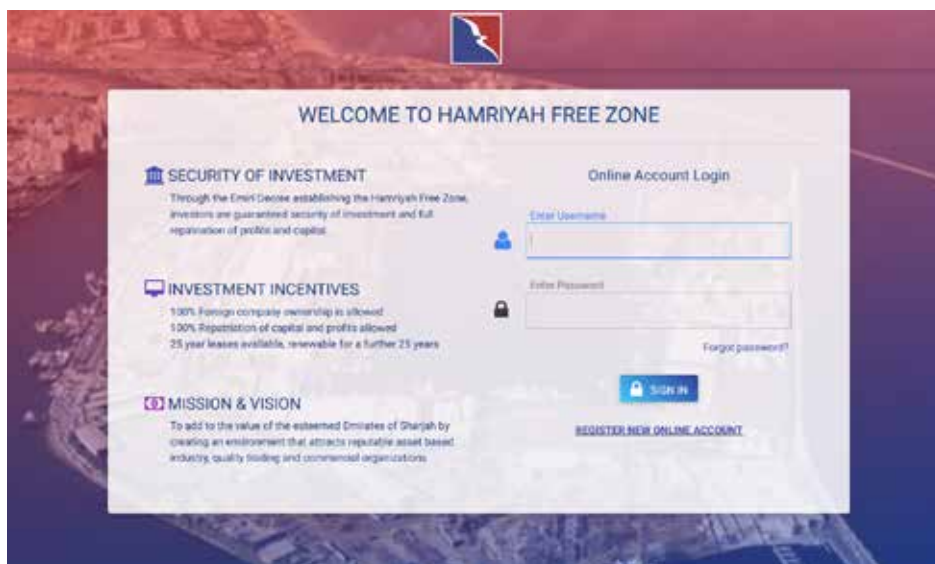 WELCOME TO HAMRIYAH FREE ZONE
SECURITY OF INVESTMENT
Through the Emiri Decree establishing the Hamriyah Free Zone,
investors are guaranteed security of investment and full
repatriation of profits and capital.
INVESTMENT INCENTIVES
100% Foreign company ownership is allowed
100% Repatriation of capital and profits allowed
25 year leases available, renewable for a further 25 years
MISSION & VISION
To add to the value of the esteemed Emirates of Sharjah by
creating an environment that attracts reputable asset based
industry, quality trading and commercial organizations
Online Account Login
Enter Username
Enter Password
Forgot password?
SIGN IN
REGISTER NEW ONLINE ACCOUNT